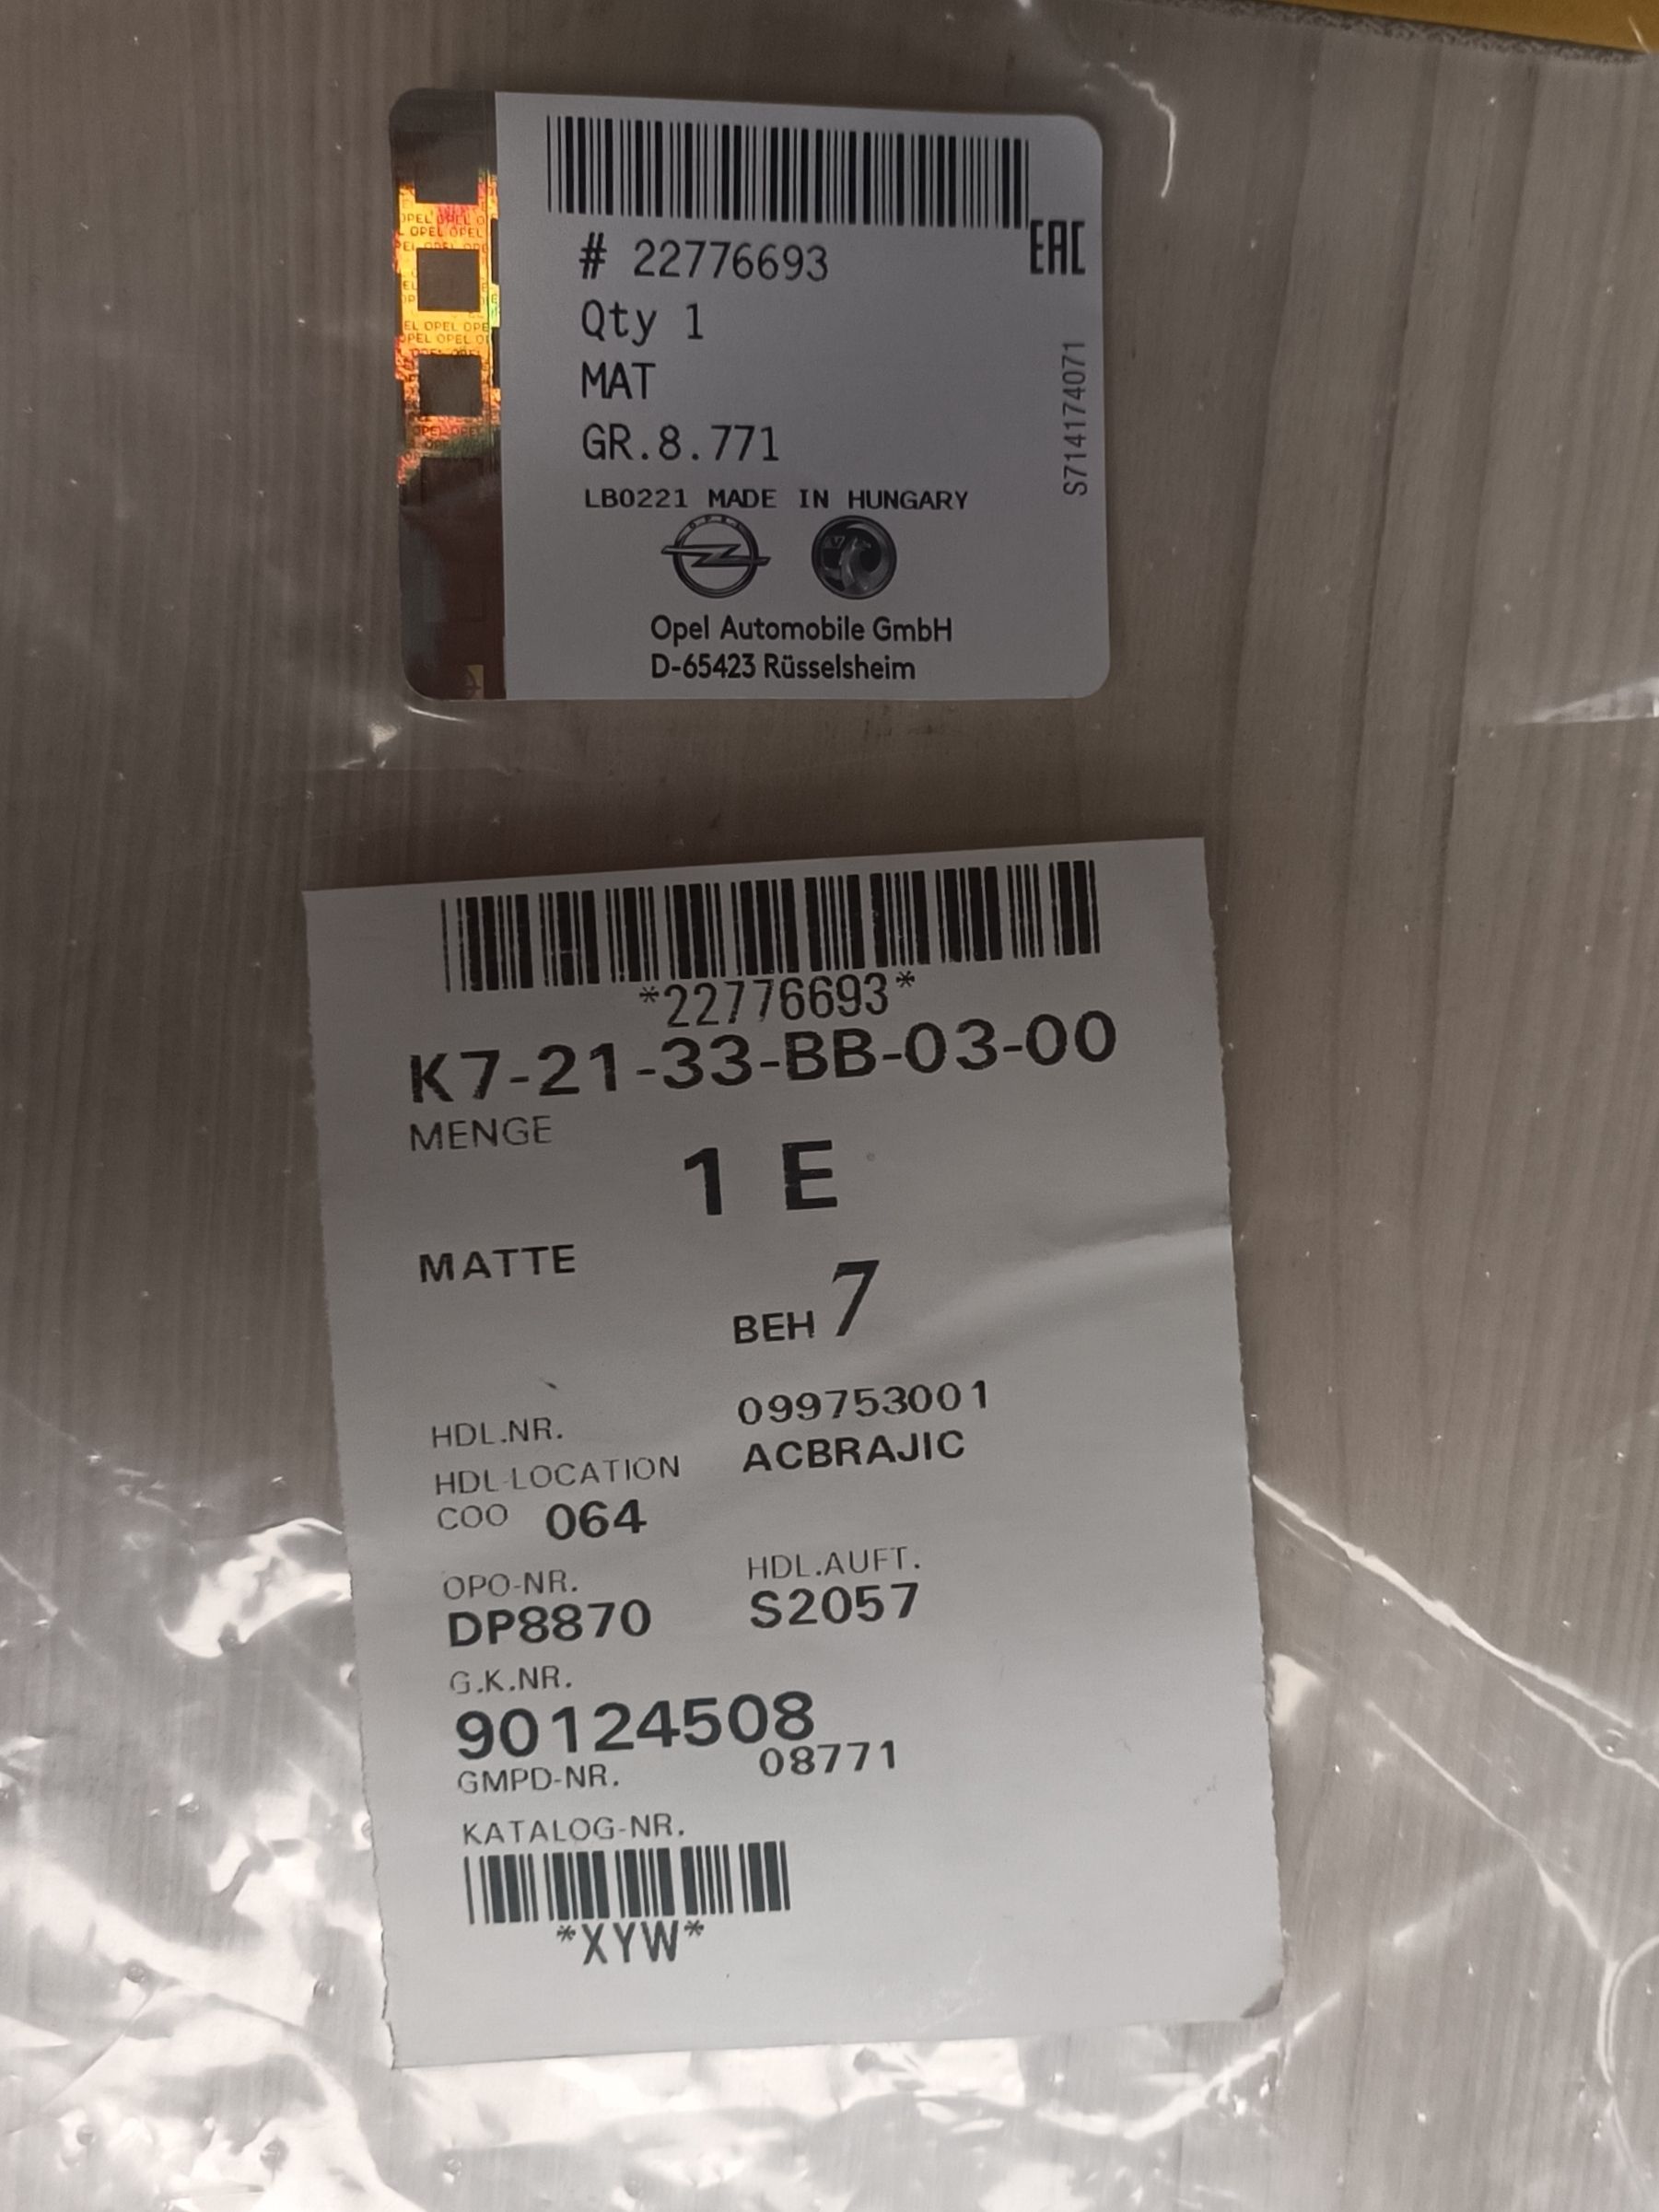 # 22776693
EAC
Qty 1
MAT
GR.8.771
S714174071
LB0221 MADE IN HUNGARY
OPEL
Opel Automobile GmbH
D-65423 Rüsselsheim
*22776693*
K7-21-33-BB-03-00
MENGE
1 E
MATTE
BEH 7
HDL.NR. 099753001
HDL-LOCATION ACBRAJIC
COO 064
OPO-NR. HDL.AUFT.
DP8870 S2057
G.K.NR.
90124508
GMPD-NR. 08771
KATALOG-NR.
*XYW*